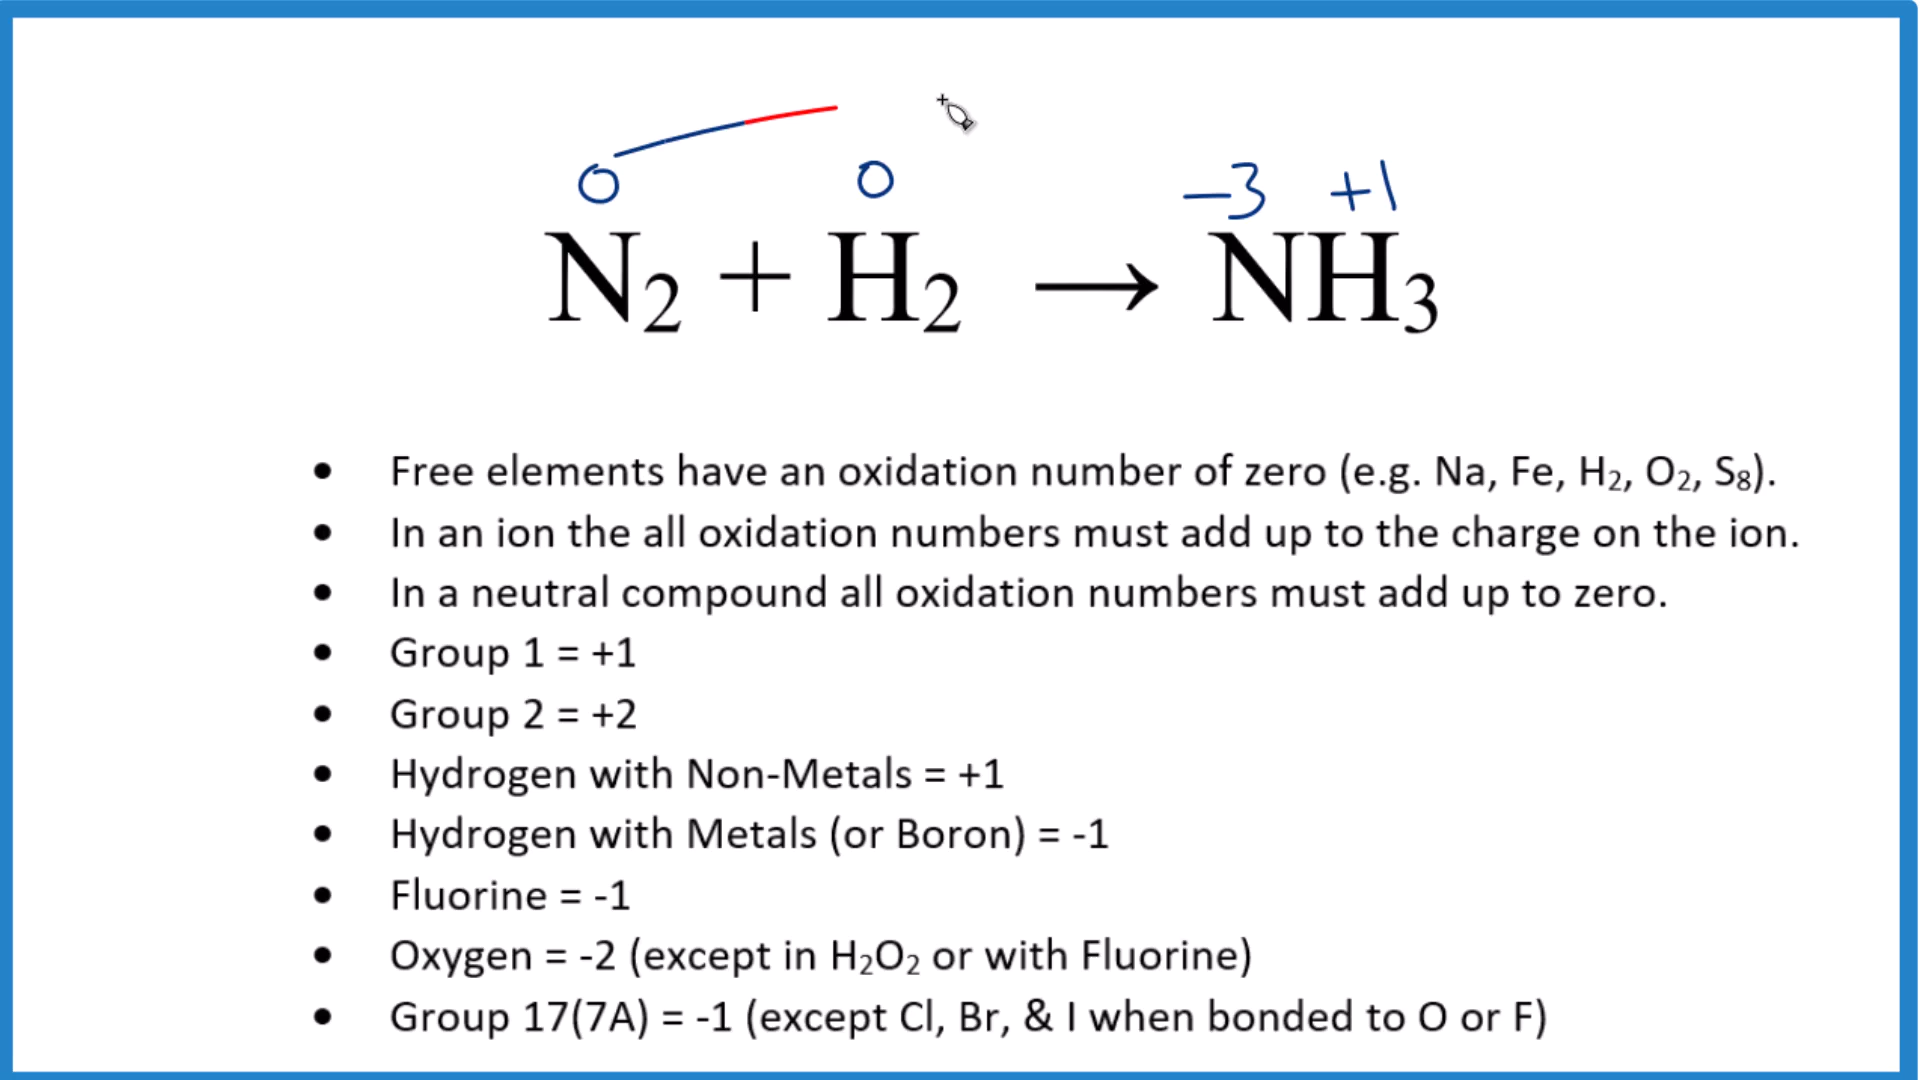 0 0 -3 +1
N₂ + H₂ → NH₃
• Free elements have an oxidation number of zero (e.g. Na, Fe, H₂, O₂, S₈).
• In an ion the all oxidation numbers must add up to the charge on the ion.
• In a neutral compound all oxidation numbers must add up to zero.
• Group 1 = +1
• Group 2 = +2
• Hydrogen with Non-Metals = +1
• Hydrogen with Metals (or Boron) = -1
• Fluorine = -1
• Oxygen = -2 (except in H₂O₂ or with Fluorine)
• Group 17(7A) = -1 (except Cl, Br, & I when bonded to O or F)